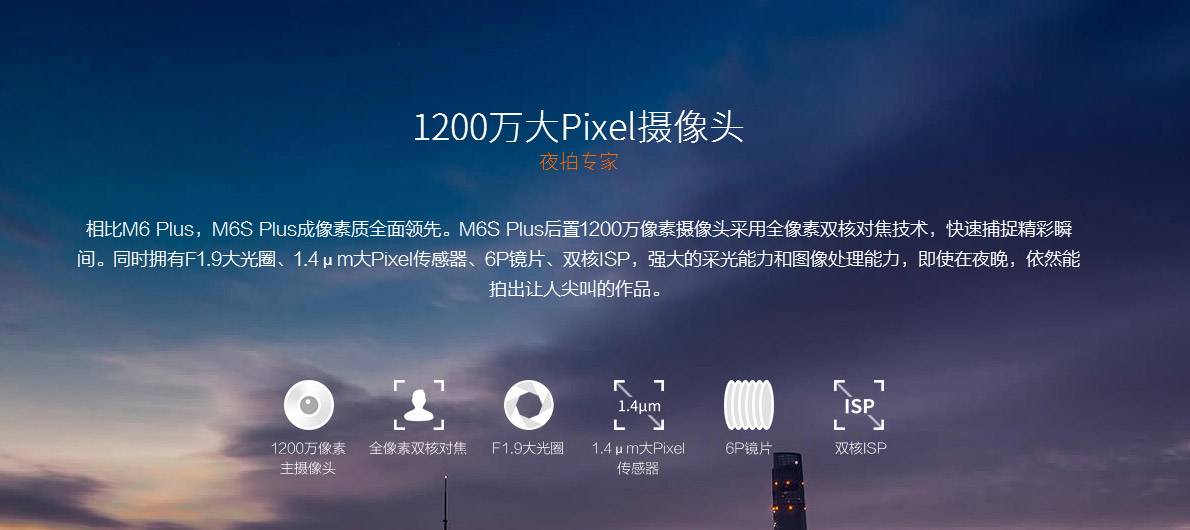 1200万大Pixel摄像头
夜拍专家
相比M6 Plus，M6S Plus成像素质全面领先。M6S Plus后置1200万像素摄像头采用全像素双核对焦技术，快速捕捉精彩瞬
间。同时拥有F1.9大光圈、1.4μm大Pixel传感器、6P镜片、双核ISP，强大的采光能力和图像处理能力，即使在夜晚，依然能
拍出让人尖叫的作品。
1.4μm
ISP
1200万像素
主摄像头
全像素双核对焦
F1.9大光圈
1.4μm大Pixel
传感器
6P镜片
双核ISP